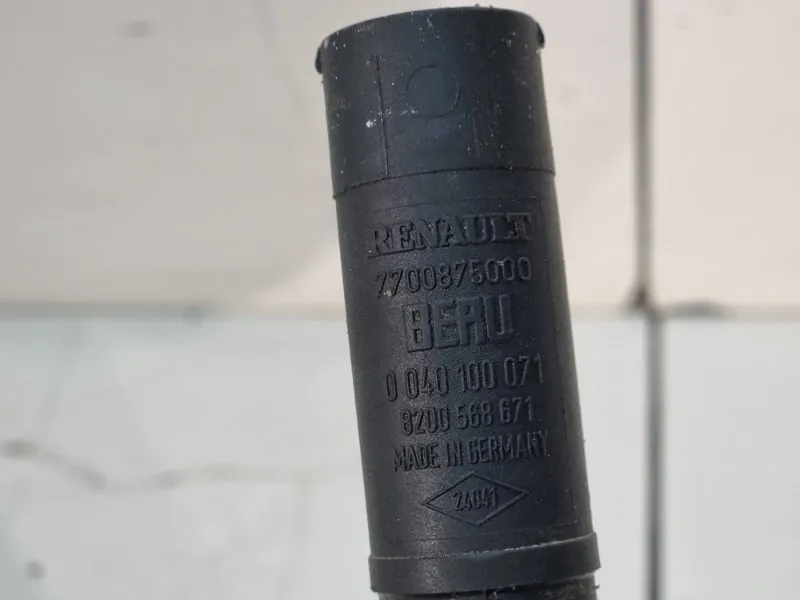 RENAULT
7700875000
BERU
0 040 100 071
8200 568 671
MADE IN GERMANY
24041